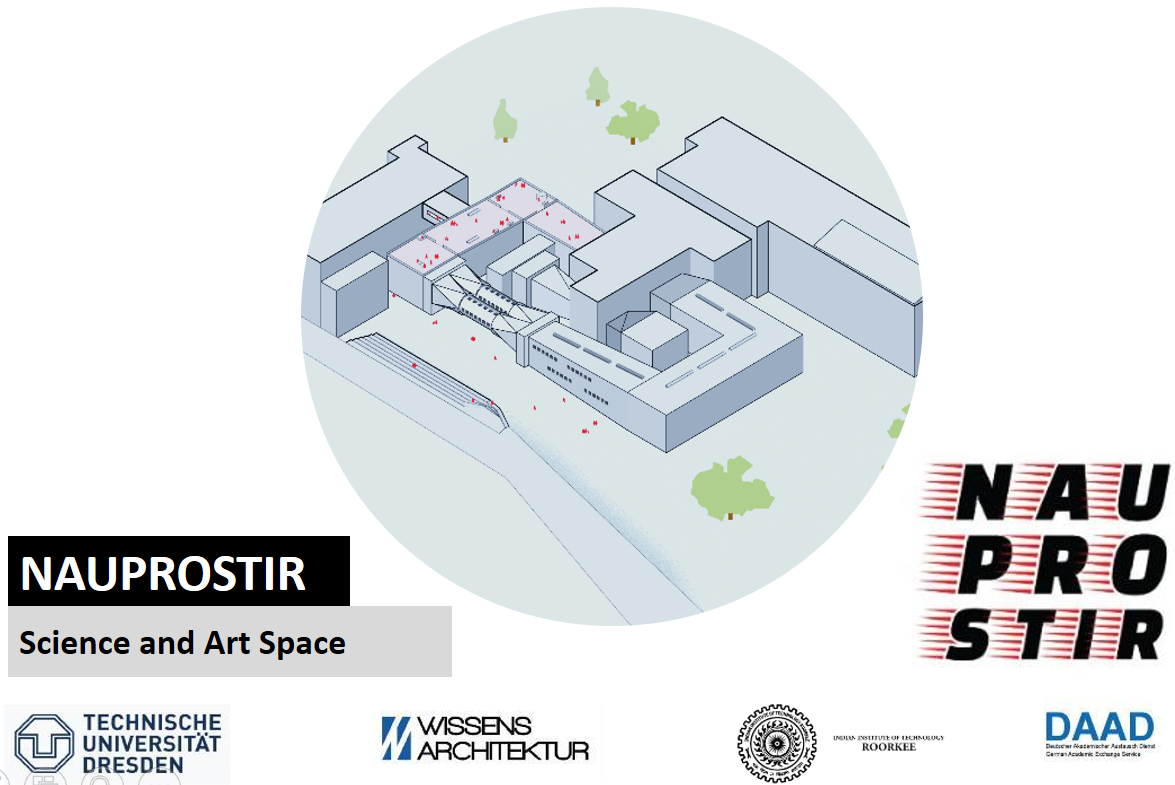 NAUPROSTIR
Science and Art Space
NAU
PRO
STIR
TECHNISCHE
UNIVERSITÄT
DRESDEN
WISSENS
ARCHITEKTUR
INDIAN INSTITUTE OF TECHNOLOGY
ROORKEE
DAAD
Deutscher Akademischer Austausch Dienst
German Academic Exchange Service